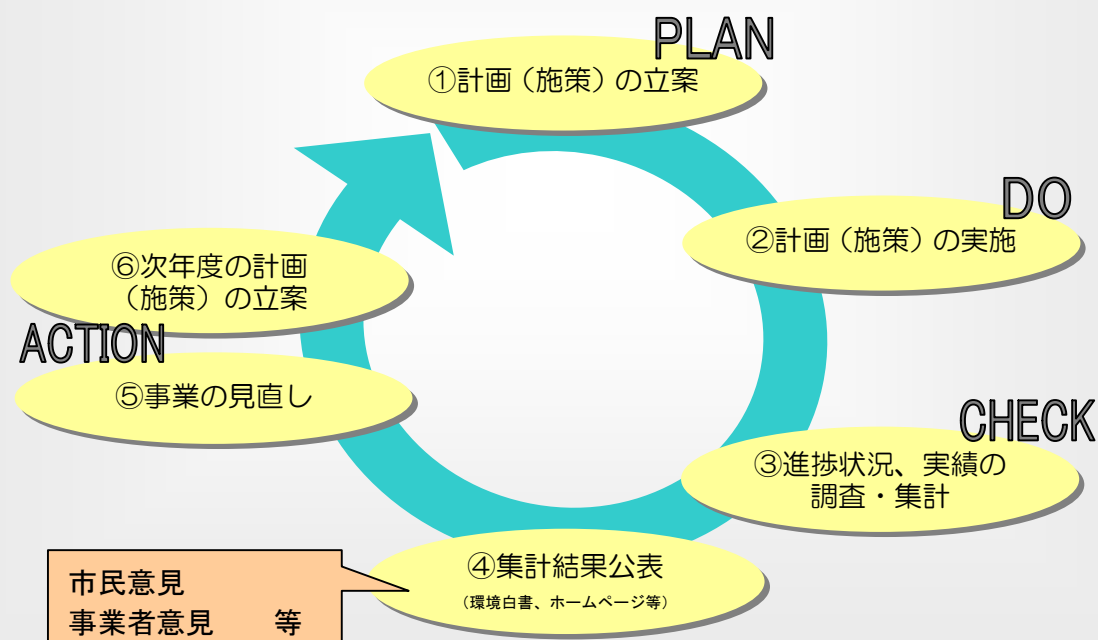 PLAN
①計画（施策）の立案
DO
②計画（施策）の実施
CHECK
③進捗状況、実績の
調査・集計
④集計結果公表
（環境白書、ホームページ等）
市民意見
事業者意見　　等
ACTION
⑤事業の見直し
⑥次年度の計画
（施策）の立案